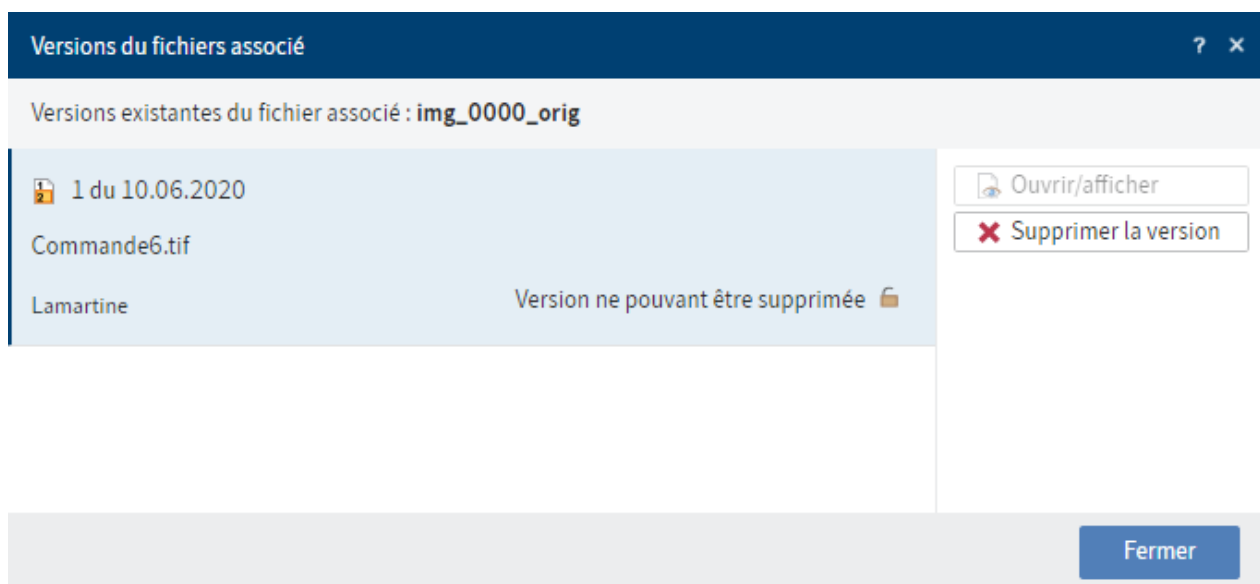 Versions du fichiers associé
? ×
Versions existantes du fichier associé : img_0000_orig
1 du 10.06.2020
Commande6.tif
Lamartine
Version ne pouvant être supprimée
Ouvrir/afficher
Supprimer la version
Fermer